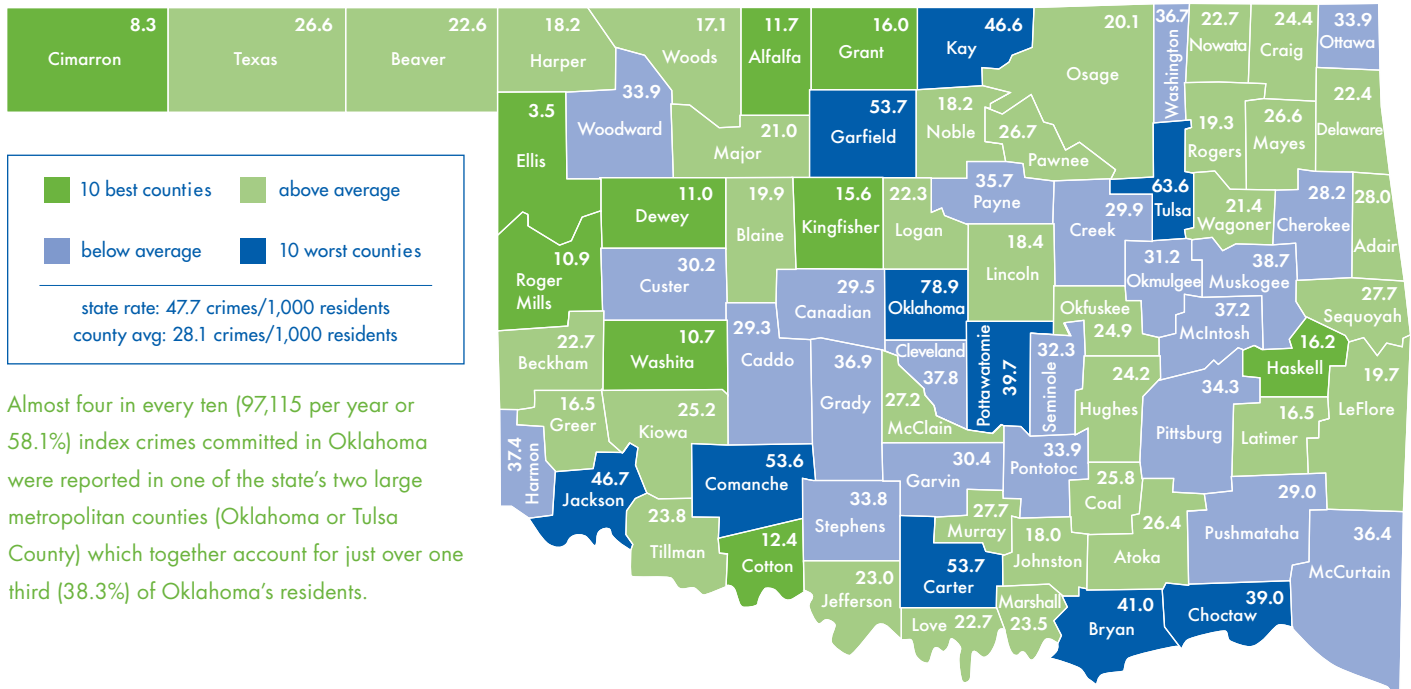 8.3
Cimarron
26.6
Texas
22.6
Beaver
18.2
Harper
17.1
Woods
11.7
Alfalfa
16.0
Grant
46.6
Kay
20.1
Osage
36.7
Washington
22.7
Nowata
24.4
Craig
33.9
Ottawa
3.5
Ellis
33.9
Woodward
21.0
Major
53.7
Garfield
18.2
Noble
26.7
Pawnee
19.3
Rogers
26.6
Mayes
22.4
Delaware
11.0
Dewey
19.9
Blaine
15.6
Kingfisher
22.3
Logan
35.7
Payne
29.9
Creek
63.6
Tulsa
21.4
Wagoner
28.2
Cherokee
28.0
Adair
10.9
Roger
Mills
30.2
Custer
29.5
Canadian
78.9
Oklahoma
18.4
Lincoln
31.2
Okmulgee
38.7
Muskogee
27.7
Sequoyah
22.7
Beckham
10.7
Washita
29.3
Caddo
36.9
Grady
Cleveland
37.8
Pottawatomie
39.7
32.3
Seminole
Okfuskee
24.9
37.2
McIntosh
16.2
Haskell
19.7
LeFlore
37.4
Harmon
16.5
Greer
25.2
Kiowa
27.2
McClain
24.2
Hughes
34.3
Pittsburg
16.5
Latimer
46.7
Jackson
53.6
Comanche
30.4
Garvin
33.9
Pontotoc
25.8
Coal
29.0
Pushmataha
36.4
McCurtain
23.8
Tillman
12.4
Cotton
33.8
Stephens
27.7
Murray
18.0
Johnston
26.4
Atoka
23.0
Jefferson
53.7
Carter
Love 22.7
Marshall
23.5
41.0
Bryan
39.0
Choctaw
10 best counties
above average
below average
10 worst counties
state rate: 47.7 crimes/1,000 residents
county avg: 28.1 crimes/1,000 residents
Almost four in every ten (97,115 per year or
58.1%) index crimes committed in Oklahoma
were reported in one of the state's two large
metropolitan counties (Oklahoma or Tulsa
County) which together account for just over one
third (38.3%) of Oklahoma's residents.